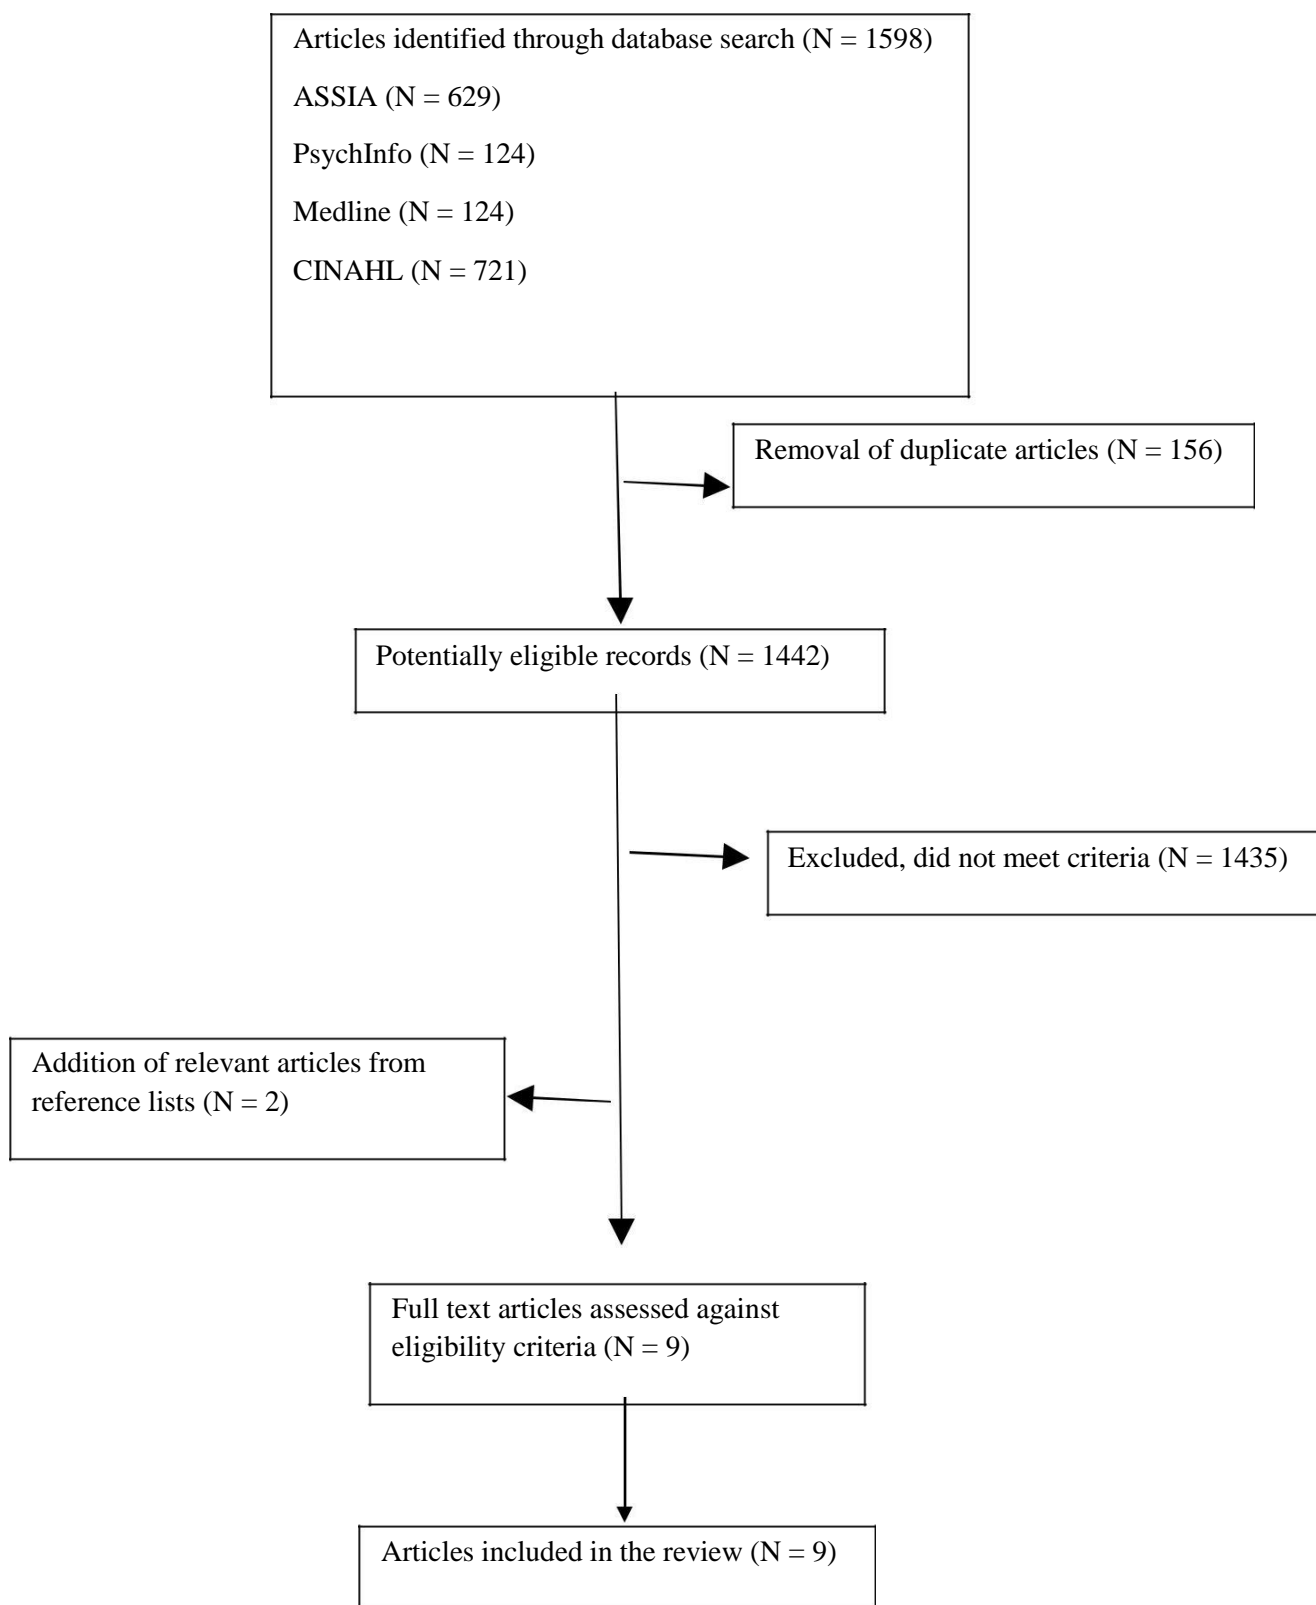 Articles identified through database search (N = 1598)
ASSIA (N = 629)
PsychInfo (N = 124)
Medline (N = 124)
CINAHL (N = 721)
Removal of duplicate articles (N = 156)
Potentially eligible records (N = 1442)
Excluded, did not meet criteria (N = 1435)
Addition of relevant articles from
reference lists (N = 2)
Full text articles assessed against
eligibility criteria (N = 9)
Articles included in the review (N = 9)